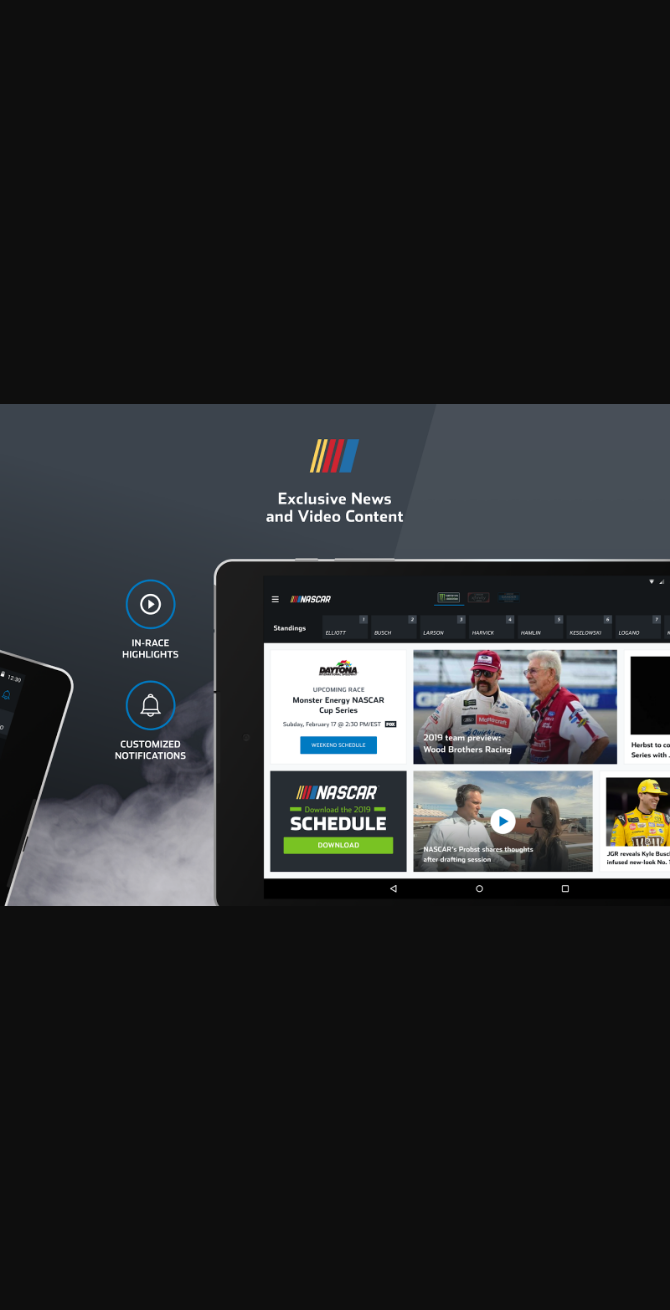 Exclusive News
and Video Content
IN-RACE
HIGHLIGHTS
CUSTOMIZED
NOTIFICATIONS
12:30
NASCAR
Standings
1
ELLIOTT
2
BUSCH
3
LARSON
4
HARVICK
5
HAMLIN
6
KESELOWSKI
7
LOGANO
DAYTONA
UPCOMING RACE
Monster Energy NASCAR
Cup Series
Sunday, February 17 @ 2:30 PM/EST FOX
WEEKEND SCHEDULE
2019 team preview:
Wood Brothers Racing
Herbst to co
Series with
NASCAR
Download the 2019
SCHEDULE
DOWNLOAD
NASCAR's Probst shares thoughts
after drafting session
M&M's
JGR reveals Kyle Busc
infused new-look No. 1